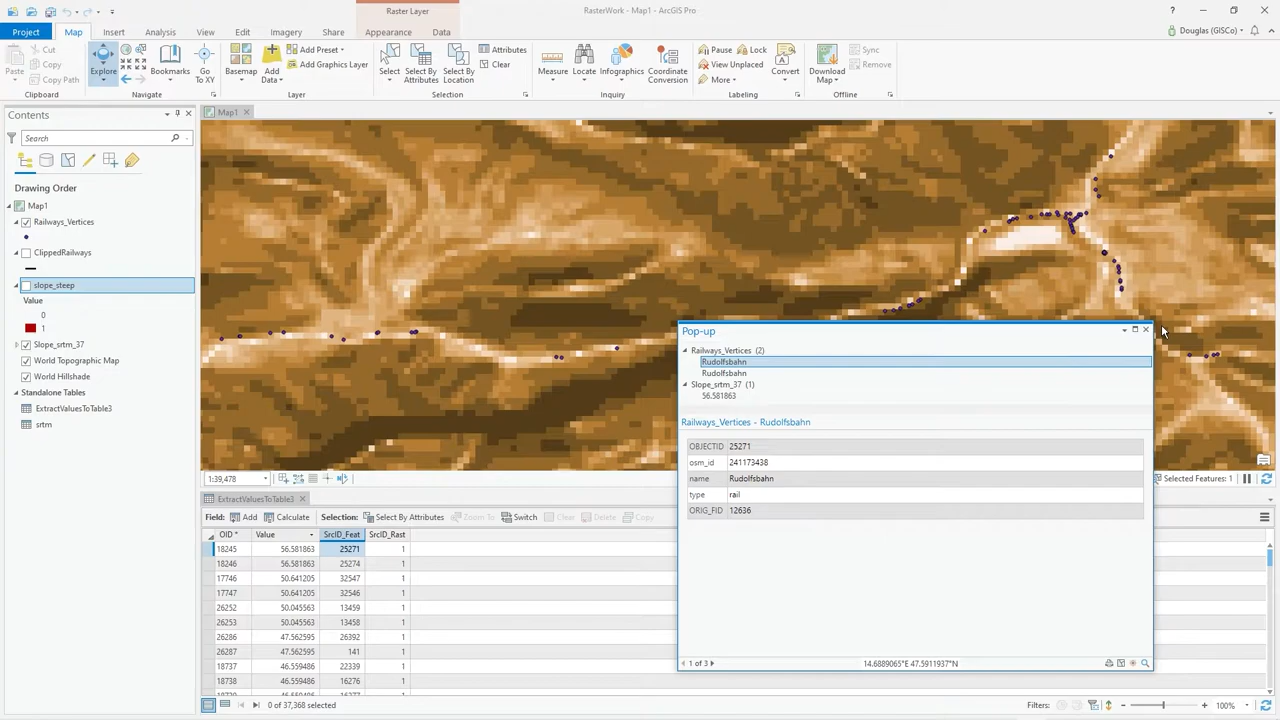 Raster Layer
RasterWork - Map1 - ArcGIS Pro
?
Project Map Insert Analysis View Edit Imagery Share Appearance Data
Douglas (GISCo)
Cut
Copy
Copy Path
Paste
Explore
Bookmarks
Go To XY
Basemap
Add Data
Add Preset
Add Graphics Layer
Select
Select By Attributes
Select By Location
Attributes
Clear
Measure
Locate
Infographics
Coordinate Conversion
Pause
Lock
View Unplaced
More
Convert
Download Map
Sync
Remove
Clipboard Navigate Layer Selection Inquiry Labeling Offline
Contents
Search
Drawing Order
Map1
Railways_Vertices
ClippedRailways
slope_steep
Value
0
1
Slope_srtm_37
World Topographic Map
World Hillshade
Standalone Tables
ExtractValuesToTable3
srtm
Map1
Pop-up
Railways_Vertices (2)
Rudolfsbahn
Rudolfsbahn
Slope_srtm_37 (1)
56.581863
Railways_Vertices - Rudolfsbahn
OBJECTID 25271
osm_id 241173438
name Rudolfsbahn
type rail
ORIG_FID 12636
1 of 3
14.6889065°E 47.5911937°N
1:39,478
Selected Features: 1
ExtractValuesToTable3
Field: Add Calculate Selection: Select By Attributes Zoom To Switch Clear Delete Copy
OID * Value SrcID_Feat SrcID_Rast
18245 56.581863 25271 1
18246 56.581863 25274 1
17746 50.641205 32547 1
17747 50.641205 32546 1
26252 50.045563 13459 1
26253 50.045563 13458 1
26286 47.562595 26392 1
26287 47.562595 141 1
18737 46.559486 22339 1
18738 46.559486 16276 1
0 of 37,368 selected
Filters:
100%